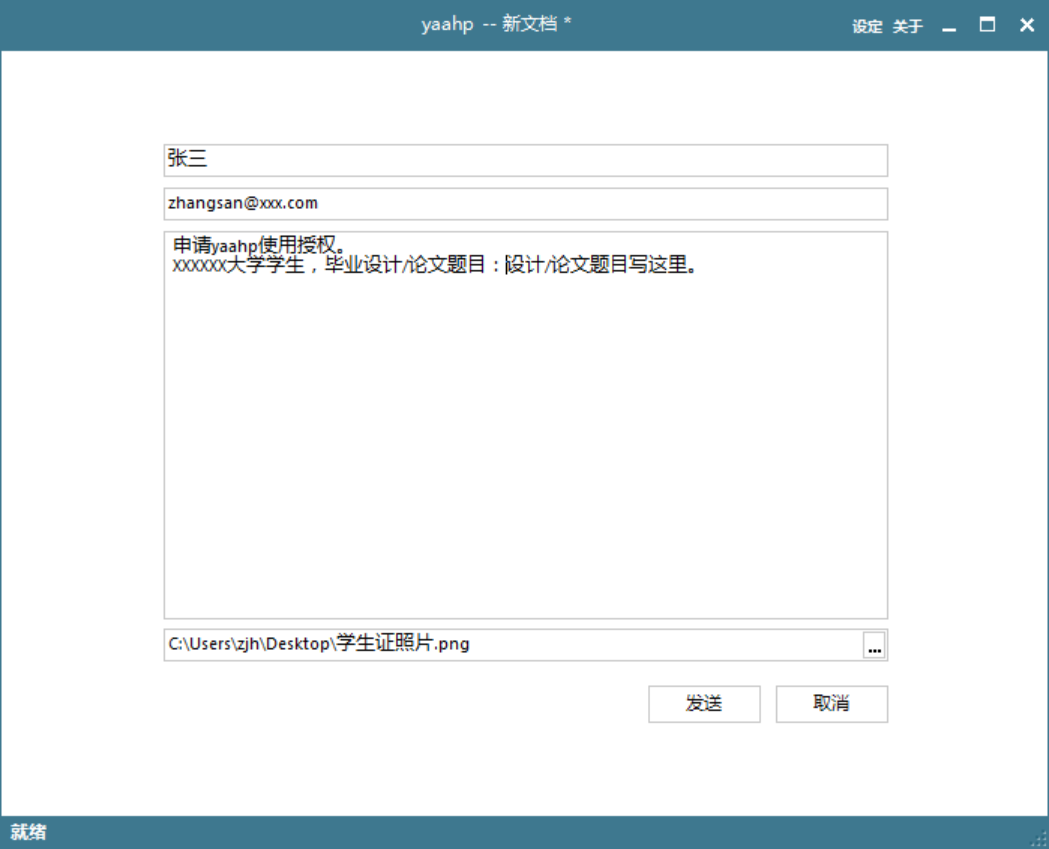 yaahp -- 新文档 *
设定 关于
张三
zhangsan@xxx.com
申请yaahp使用授权。
XXXXXX大学学生，毕业设计/论文题目：设计/论文题目写这里。
C:\Users\zjh\Desktop\学生证照片.png
...
发送 取消
就绪